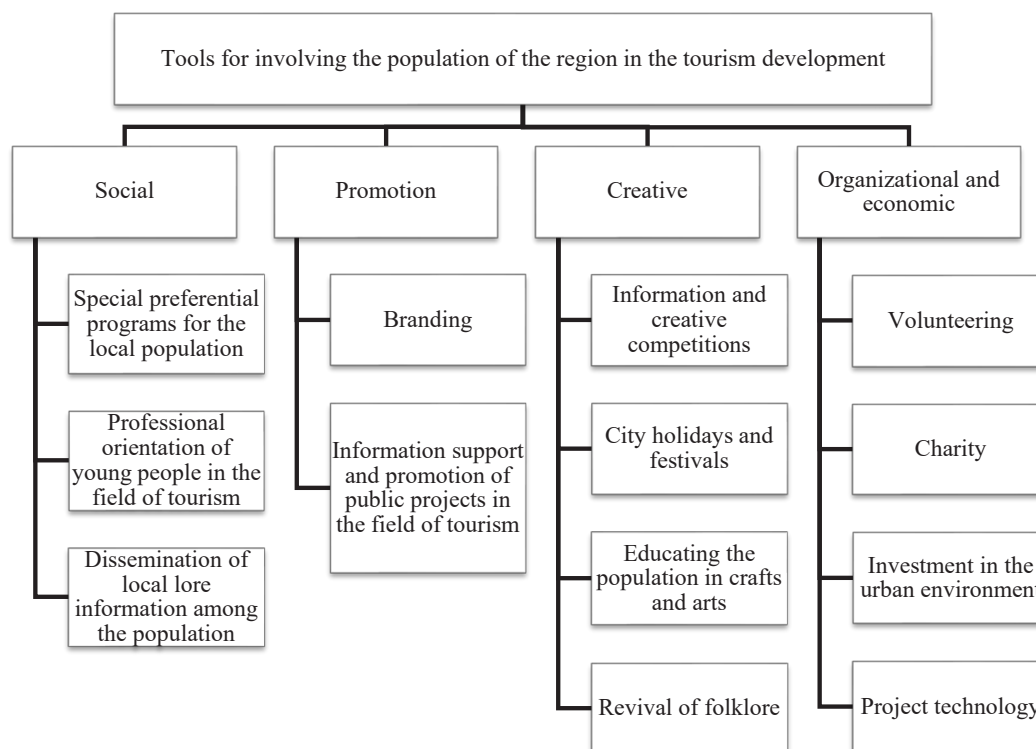 Tools for involving the population of the region in the tourism development
Social
Promotion
Creative
Organizational and
economic
Special preferential
programs for the
local population
Professional
orientation of
young people in the
field of tourism
Dissemination of
local lore
information among
the population
Branding
Information support
and promotion of
public projects in
the field of tourism
Information and
creative
competitions
City holidays and
festivals
Educating the
population in crafts
and arts
Revival of folklore
Volunteering
Charity
Investment in the
urban environment
Project technology